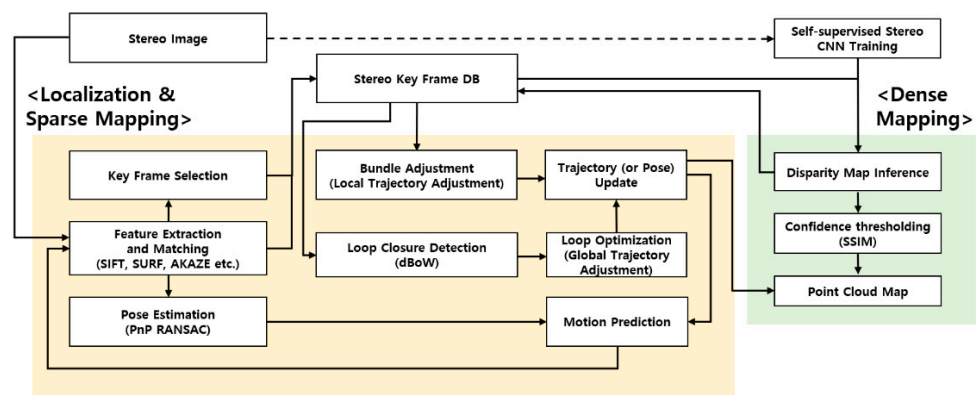 Stereo Image
Self-supervised Stereo
CNN Training
Stereo Key Frame DB
<Localization &
Sparse Mapping>
<Dense
Mapping>
Key Frame Selection
Bundle Adjustment
(Local Trajectory Adjustment)
Trajectory (or Pose)
Update
Disparity Map Inference
Feature Extraction
and Matching
(SIFT, SURF, AKAZE etc.)
Loop Closure Detection
(dBoW)
Loop Optimization
(Global Trajectory
Adjustment)
Confidence thresholding
(SSIM)
Point Cloud Map
Pose Estimation
(PnP RANSAC)
Motion Prediction